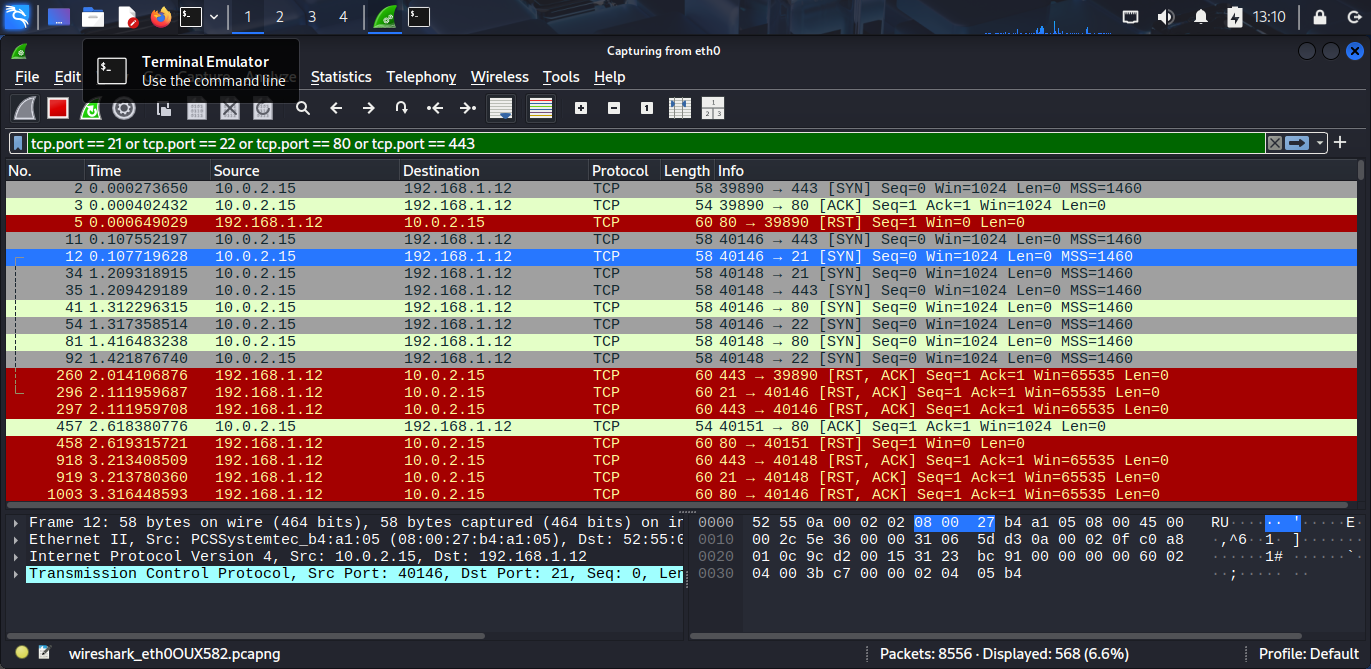 1 2 3 4 13:10
Capturing from eth0
Terminal Emulator
Use the command line
File Edit Statistics Telephony Wireless Tools Help
tcp.port == 21 or tcp.port == 22 or tcp.port == 80 or tcp.port == 443
No. Time Source Destination Protocol Length Info
2 0.000273650 10.0.2.15 192.168.1.12 TCP 58 39890 → 443 [SYN] Seq=0 Win=1024 Len=0 MSS=1460
3 0.000402432 10.0.2.15 192.168.1.12 TCP 54 39890 → 80 [ACK] Seq=1 Ack=1 Win=1024 Len=0
5 0.000649029 192.168.1.12 10.0.2.15 TCP 60 80 → 39890 [RST] Seq=1 Win=0 Len=0
11 0.107552197 10.0.2.15 192.168.1.12 TCP 58 40146 → 443 [SYN] Seq=0 Win=1024 Len=0 MSS=1460
12 0.107719628 10.0.2.15 192.168.1.12 TCP 58 40146 → 21 [SYN] Seq=0 Win=1024 Len=0 MSS=1460
34 1.209318915 10.0.2.15 192.168.1.12 TCP 58 40148 → 21 [SYN] Seq=0 Win=1024 Len=0 MSS=1460
35 1.209429189 10.0.2.15 192.168.1.12 TCP 58 40148 → 443 [SYN] Seq=0 Win=1024 Len=0 MSS=1460
41 1.312296315 10.0.2.15 192.168.1.12 TCP 58 40146 → 80 [SYN] Seq=0 Win=1024 Len=0 MSS=1460
54 1.317358514 10.0.2.15 192.168.1.12 TCP 58 40146 → 22 [SYN] Seq=0 Win=1024 Len=0 MSS=1460
81 1.416483238 10.0.2.15 192.168.1.12 TCP 58 40148 → 80 [SYN] Seq=0 Win=1024 Len=0 MSS=1460
92 1.421876740 10.0.2.15 192.168.1.12 TCP 58 40148 → 22 [SYN] Seq=0 Win=1024 Len=0 MSS=1460
260 2.014106876 192.168.1.12 10.0.2.15 TCP 60 443 → 39890 [RST, ACK] Seq=1 Ack=1 Win=65535 Len=0
296 2.111959687 192.168.1.12 10.0.2.15 TCP 60 21 → 40146 [RST, ACK] Seq=1 Ack=1 Win=65535 Len=0
297 2.111959708 192.168.1.12 10.0.2.15 TCP 60 443 → 40146 [RST, ACK] Seq=1 Ack=1 Win=65535 Len=0
457 2.618380776 10.0.2.15 192.168.1.12 TCP 54 40151 → 80 [ACK] Seq=1 Ack=1 Win=1024 Len=0
458 2.619315721 192.168.1.12 10.0.2.15 TCP 60 80 → 40151 [RST] Seq=1 Win=0 Len=0
918 3.213408509 192.168.1.12 10.0.2.15 TCP 60 443 → 40148 [RST, ACK] Seq=1 Ack=1 Win=65535 Len=0
919 3.213780360 192.168.1.12 10.0.2.15 TCP 60 21 → 40148 [RST, ACK] Seq=1 Ack=1 Win=65535 Len=0
1003 3.316448593 192.168.1.12 10.0.2.15 TCP 60 80 → 40146 [RST, ACK] Seq=1 Ack=1 Win=65535 Len=0
Frame 12: 58 bytes on wire (464 bits), 58 bytes captured (464 bits) on in
Ethernet II, Src: PCSSystemtec_b4:a1:05 (08:00:27:b4:a1:05), Dst: 52:55:0
Internet Protocol Version 4, Src: 10.0.2.15, Dst: 192.168.1.12
Transmission Control Protocol, Src Port: 40146, Dst Port: 21, Seq: 0, Len
0000 52 55 0a 00 02 02 08 00 27 b4 a1 05 08 00 45 00 RU····· ··'·····E·
0010 00 2c 5e 36 00 00 31 06 5d d3 0a 00 02 0f c0 a8 ·,^6··1· ]·······
0020 01 0c 9c d2 00 15 31 23 bc 91 00 00 00 00 60 02 ······1# ······`·
0030 04 00 3b c7 00 00 02 04 05 b4 ··;····· ··
wireshark_eth0OUX582.pcapng Packets: 8556 · Displayed: 568 (6.6%) Profile: Default